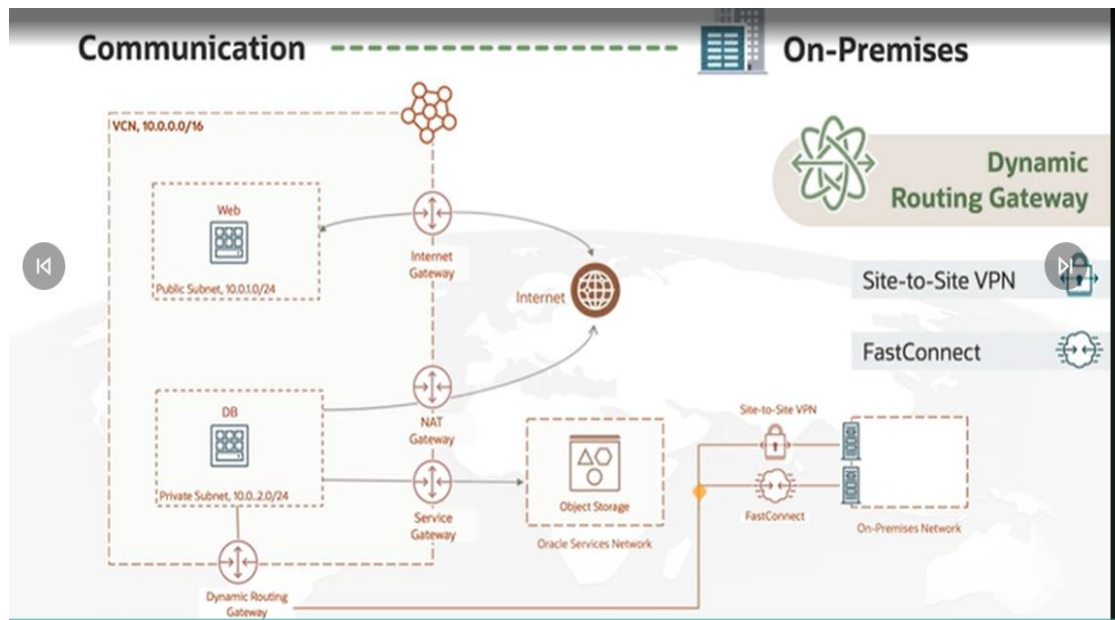 Communication
On-Premises
VCN, 10.0.0.0/16
Dynamic
Routing Gateway
Web
Public Subnet, 10.0.1.0/24
Internet
Gateway
Internet
Site-to-Site VPN
FastConnect
DB
Private Subnet, 10.0..2.0/24
NAT
Gateway
Service
Gateway
Object Storage
Oracle Services Network
Site-to-Site VPN
FastConnect
On-Premises Network
Dynamic Routing
Gateway